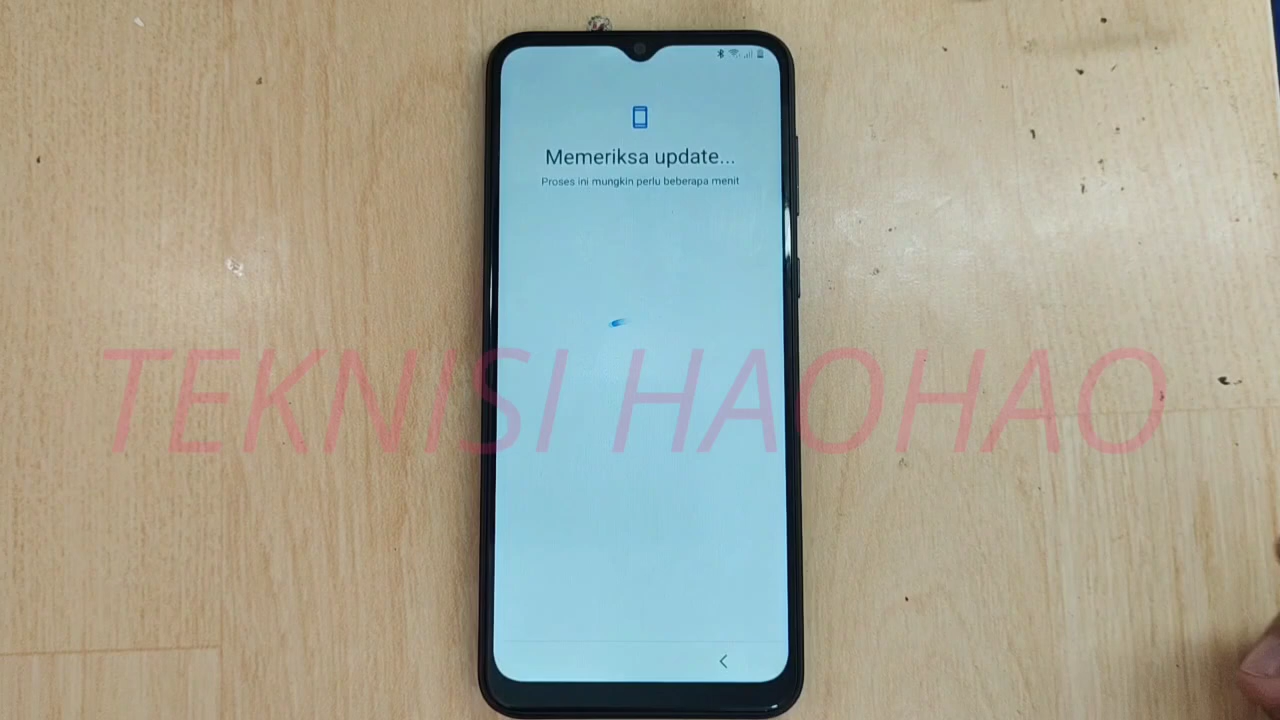 Memeriksa update...
Proses ini mungkin perlu beberapa menit
TEKNISI HAOHAO